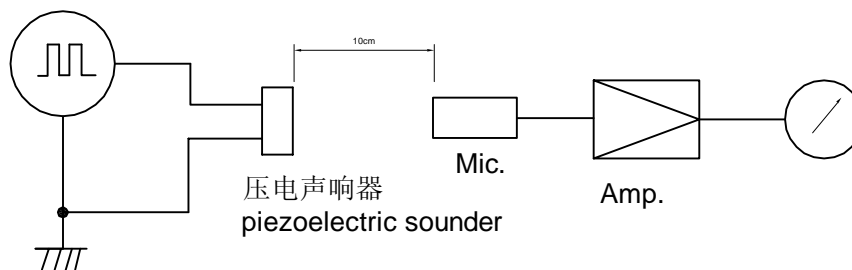 10cm
压电声响器
piezoelectric sounder
Mic.
Amp.